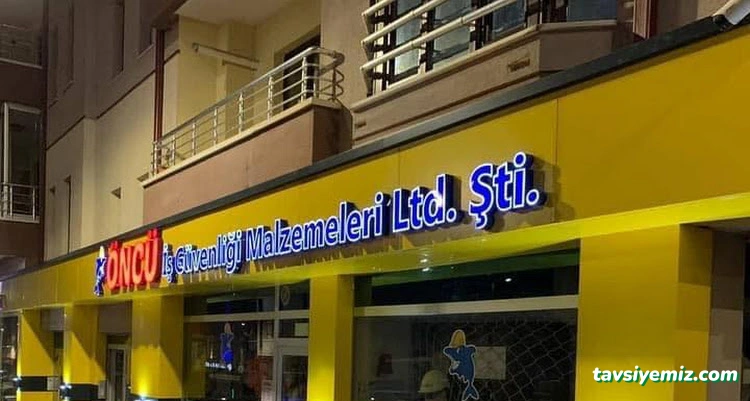 ÖNCÜ İş Güvenliği Malzemeleri Ltd. Şti.
tavsiyemiz.com